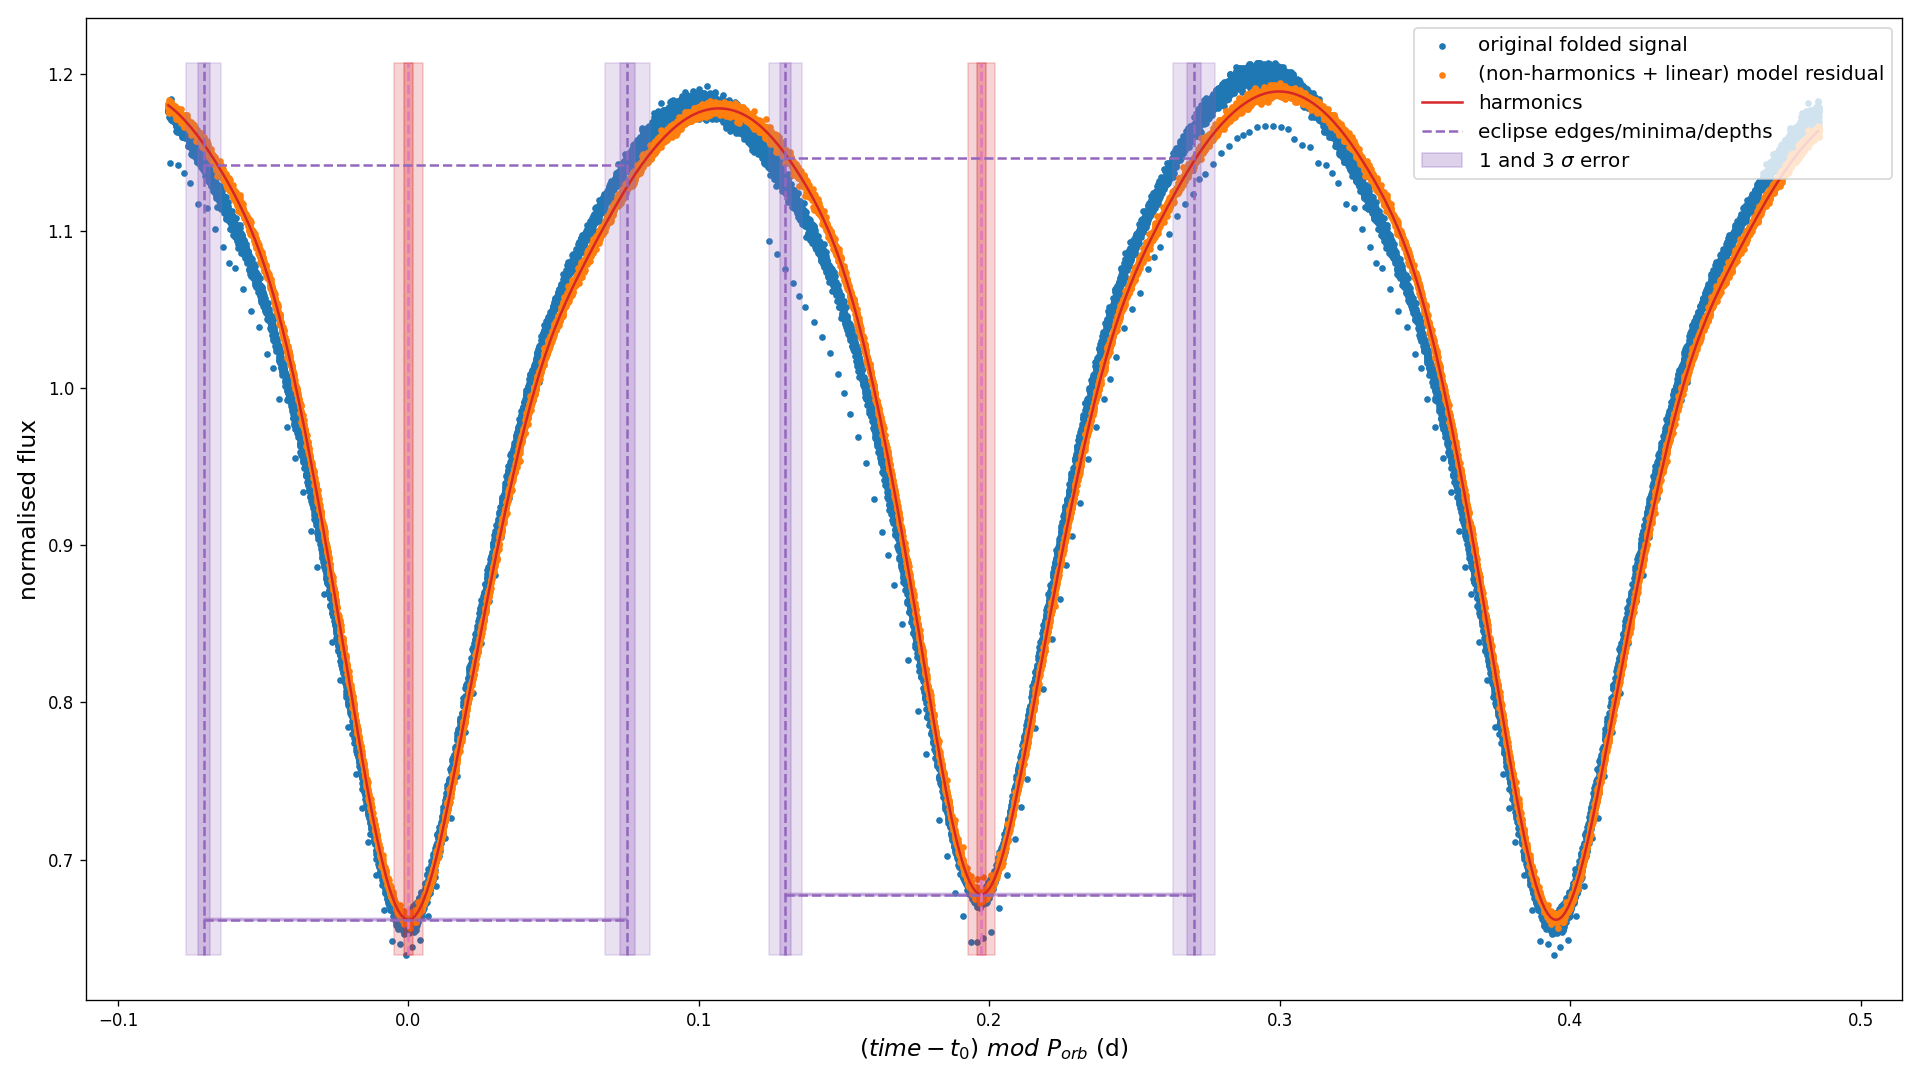 original folded signal
(non-harmonics + linear) model residual
harmonics
eclipse edges/minima/depths
1 and 3 σ error
normalised flux
1.2
1.1
1.0
0.9
0.8
0.7
−0.1 0.0 0.1 0.2 0.3 0.4 0.5
(time − t₀) mod P_orb (d)